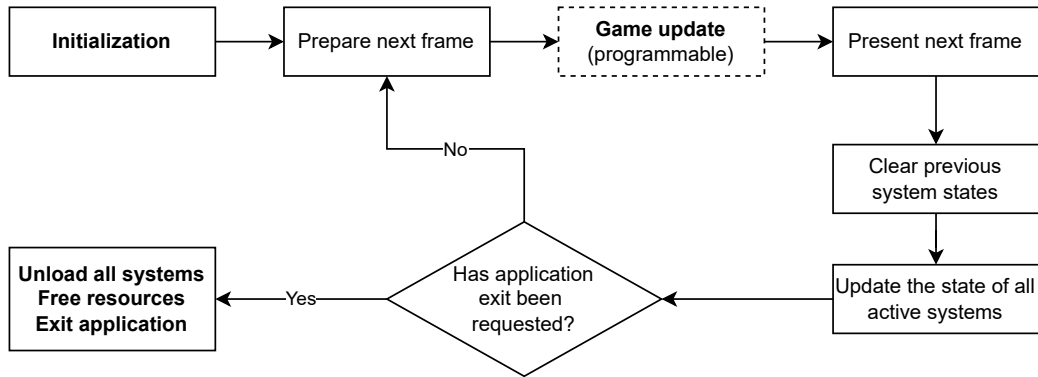 Initialization
Prepare next frame
Game update
(programmable)
Present next frame
No
Clear previous
system states
Unload all systems
Free resources
Exit application
Yes
Has application
exit been
requested?
Update the state of all
active systems